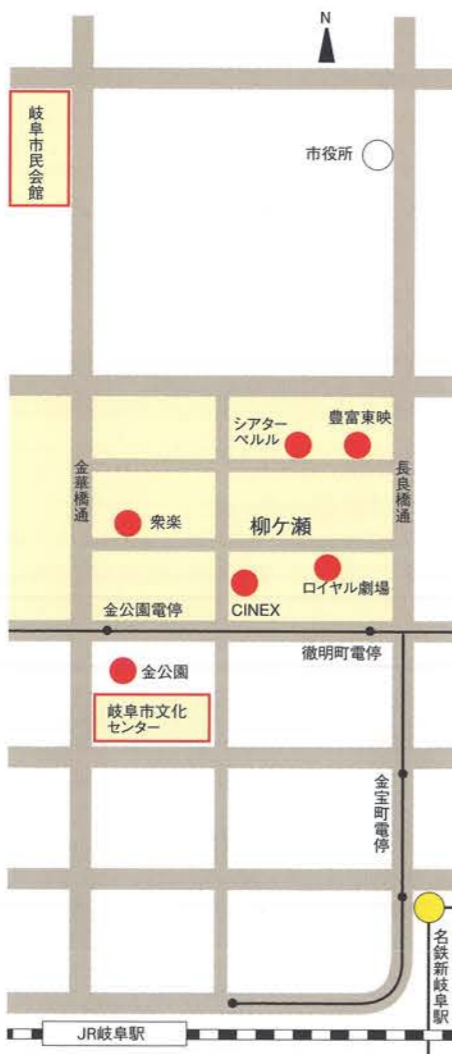 N
岐阜市民会館
市役所
シアター
ペルル
豊富東映
金華橋通
長良橋通
衆楽
柳ケ瀬
ロイヤル劇場
CINEX
金公園電停
徹明町電停
金公園
岐阜市文化
センター
金宝町電停
名鉄新岐阜駅
JR岐阜駅